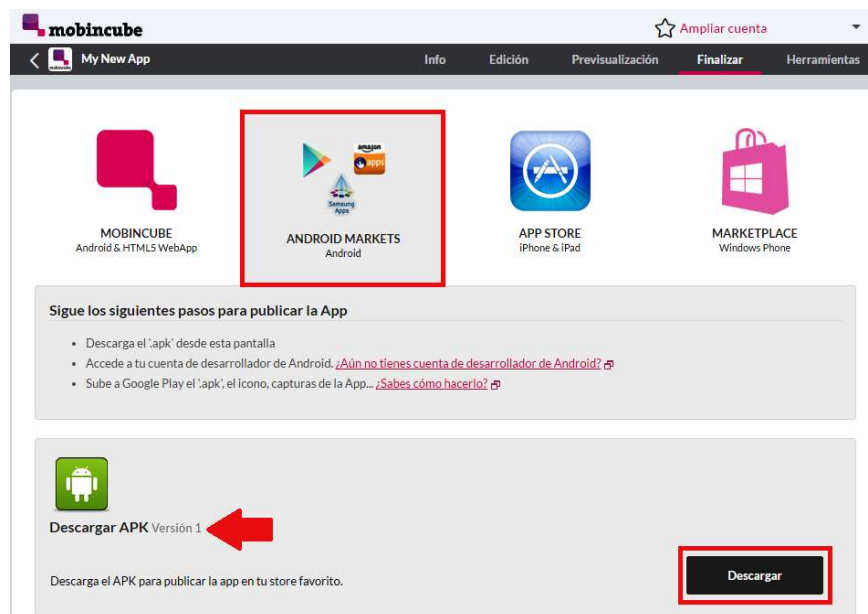 mobincube
Ampliar cuenta
My New App
Info
Edición
Previsualización
Finalizar
Herramientas
amazon
apps
Samsung
Apps
MOBINCUBE
Android & HTML5 WebApp
ANDROID MARKETS
Android
APP STORE
iPhone & iPad
MARKETPLACE
Windows Phone
Sigue los siguientes pasos para publicar la App
• Descarga el '.apk' desde esta pantalla
• Accede a tu cuenta de desarrollador de Android. ¿Aún no tienes cuenta de desarrollador de Android?
• Sube a Google Play el '.apk', el icono, capturas de la App... ¿Sabes cómo hacerlo?
Descargar APK Versión 1
Descarga el APK para publicar la app en tu store favorito.
Descargar